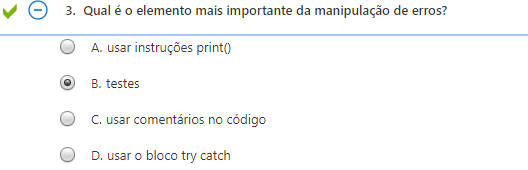 3. Qual é o elemento mais importante da manipulação de erros?
A. usar instruções print()
B. testes
C. usar comentários no código
D. usar o bloco try catch